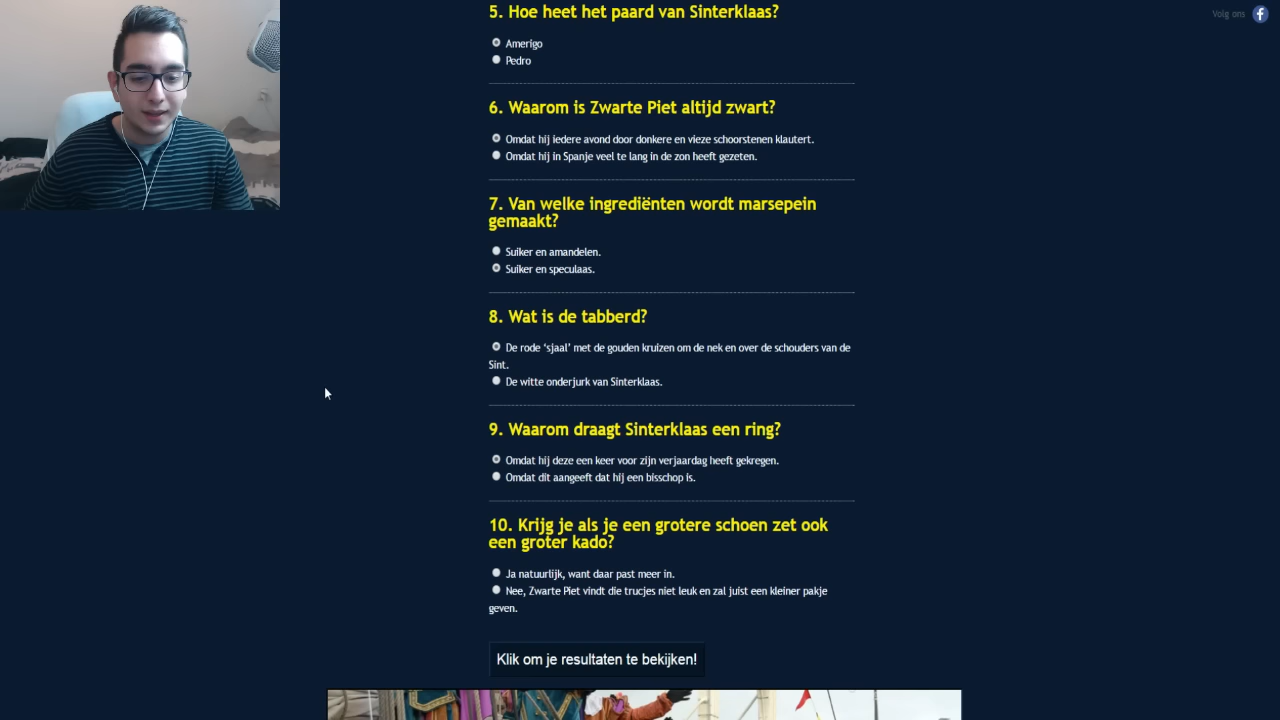 Volg ons
5. Hoe heet het paard van Sinterklaas?
Amerigo
Pedro
6. Waarom is Zwarte Piet altijd zwart?
Omdat hij iedere avond door donkere en vieze schoorstenen klautert.
Omdat hij in Spanje veel te lang in de zon heeft gezeten.
7. Van welke ingrediënten wordt marsepein
gemaakt?
Suiker en amandelen.
Suiker en speculaas.
8. Wat is de tabberd?
De rode ‘sjaal’ met de gouden kruizen om de nek en over de schouders van de
Sint.
De witte onderjurk van Sinterklaas.
9. Waarom draagt Sinterklaas een ring?
Omdat hij deze een keer voor zijn verjaardag heeft gekregen.
Omdat dit aangeeft dat hij een bisschop is.
10. Krijg je als je een grotere schoen zet ook
een groter kado?
Ja natuurlijk, want daar past meer in.
Nee, Zwarte Piet vindt die trucjes niet leuk en zal juist een kleiner pakje
geven.
Klik om je resultaten te bekijken!